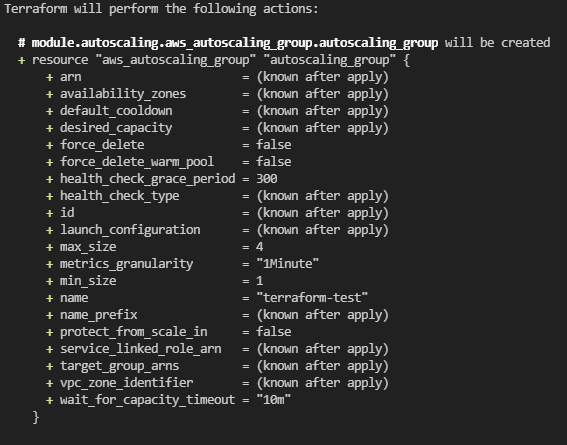 Terraform will perform the following actions:
# module.autoscaling.aws_autoscaling_group.autoscaling_group will be created
+ resource "aws_autoscaling_group" "autoscaling_group" {
+ arn = (known after apply)
+ availability_zones = (known after apply)
+ default_cooldown = (known after apply)
+ desired_capacity = (known after apply)
+ force_delete = false
+ force_delete_warm_pool = false
+ health_check_grace_period = 300
+ health_check_type = (known after apply)
+ id = (known after apply)
+ launch_configuration = (known after apply)
+ max_size = 4
+ metrics_granularity = "1Minute"
+ min_size = 1
+ name = "terraform-test"
+ name_prefix = (known after apply)
+ protect_from_scale_in = false
+ service_linked_role_arn = (known after apply)
+ target_group_arns = (known after apply)
+ vpc_zone_identifier = (known after apply)
+ wait_for_capacity_timeout = "10m"
}